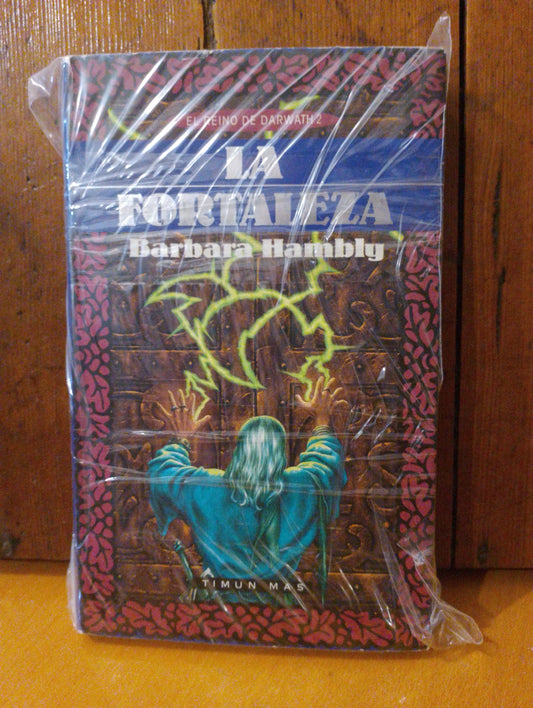 EL REINO DE DARWATH 2
LA
FORTALEZA
Barbara Hambly
TIMUN MAS